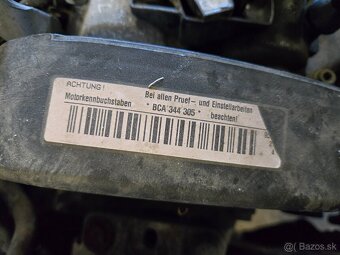 ACHTUNG!
Bei allen Pruef- und Einstellarbeiten
Motorkennbuchstaben * BCA 344 305 * beachten!
© Bazos.sk